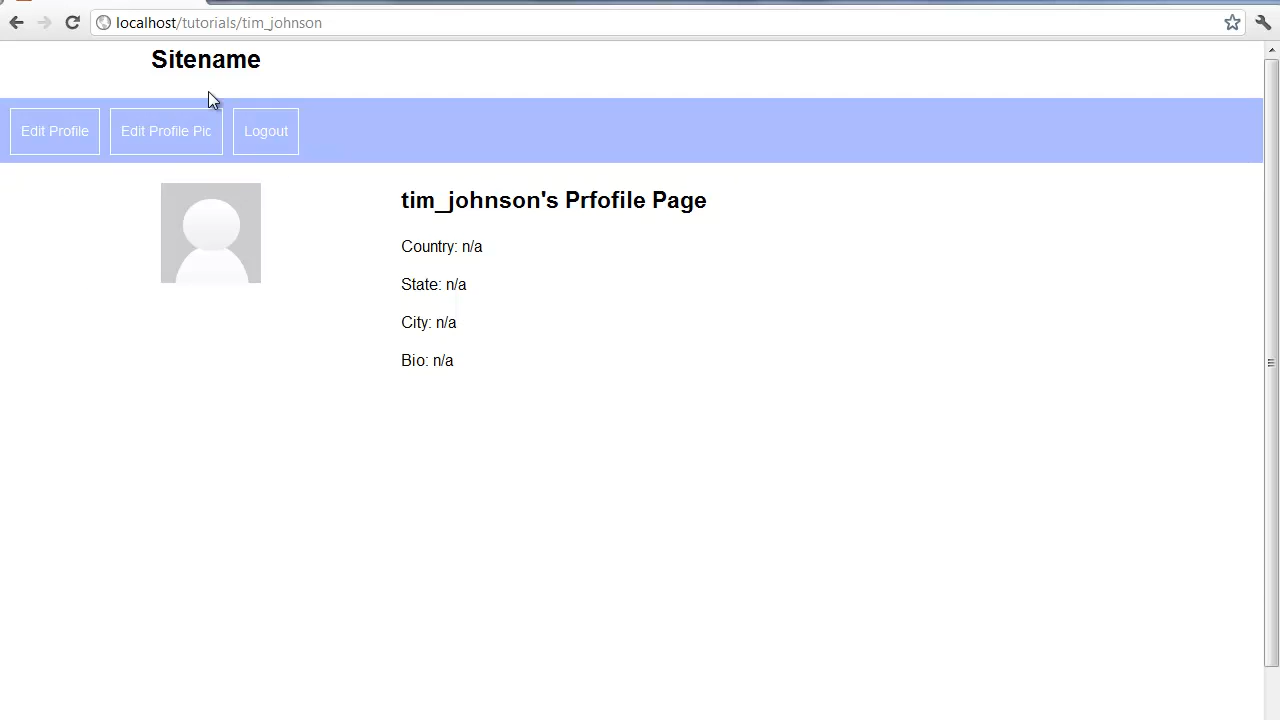 localhost/tutorials/tim_johnson
Sitename
Edit Profile Edit Profile Pic Logout
tim_johnson's Prfofile Page
Country: n/a
State: n/a
City: n/a
Bio: n/a